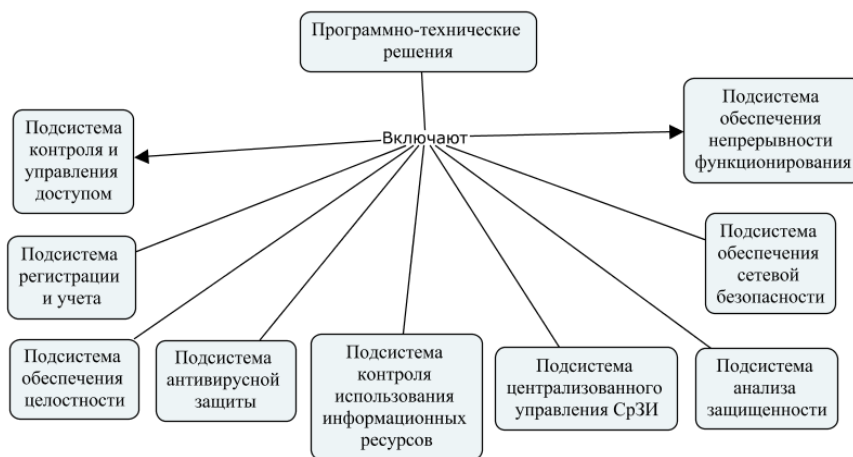 Программно-технические
решения
Включают
Подсистема
контроля и
управления
доступом
Подсистема
обеспечения
непрерывности
функционирования
Подсистема
регистрации
и учета
Подсистема
обеспечения
сетевой
безопасности
Подсистема
обеспечения
целостности
Подсистема
антивирусной
защиты
Подсистема
контроля
использования
информационных
ресурсов
Подсистема
централизованного
управления СрЗИ
Подсистема
анализа
защищенности